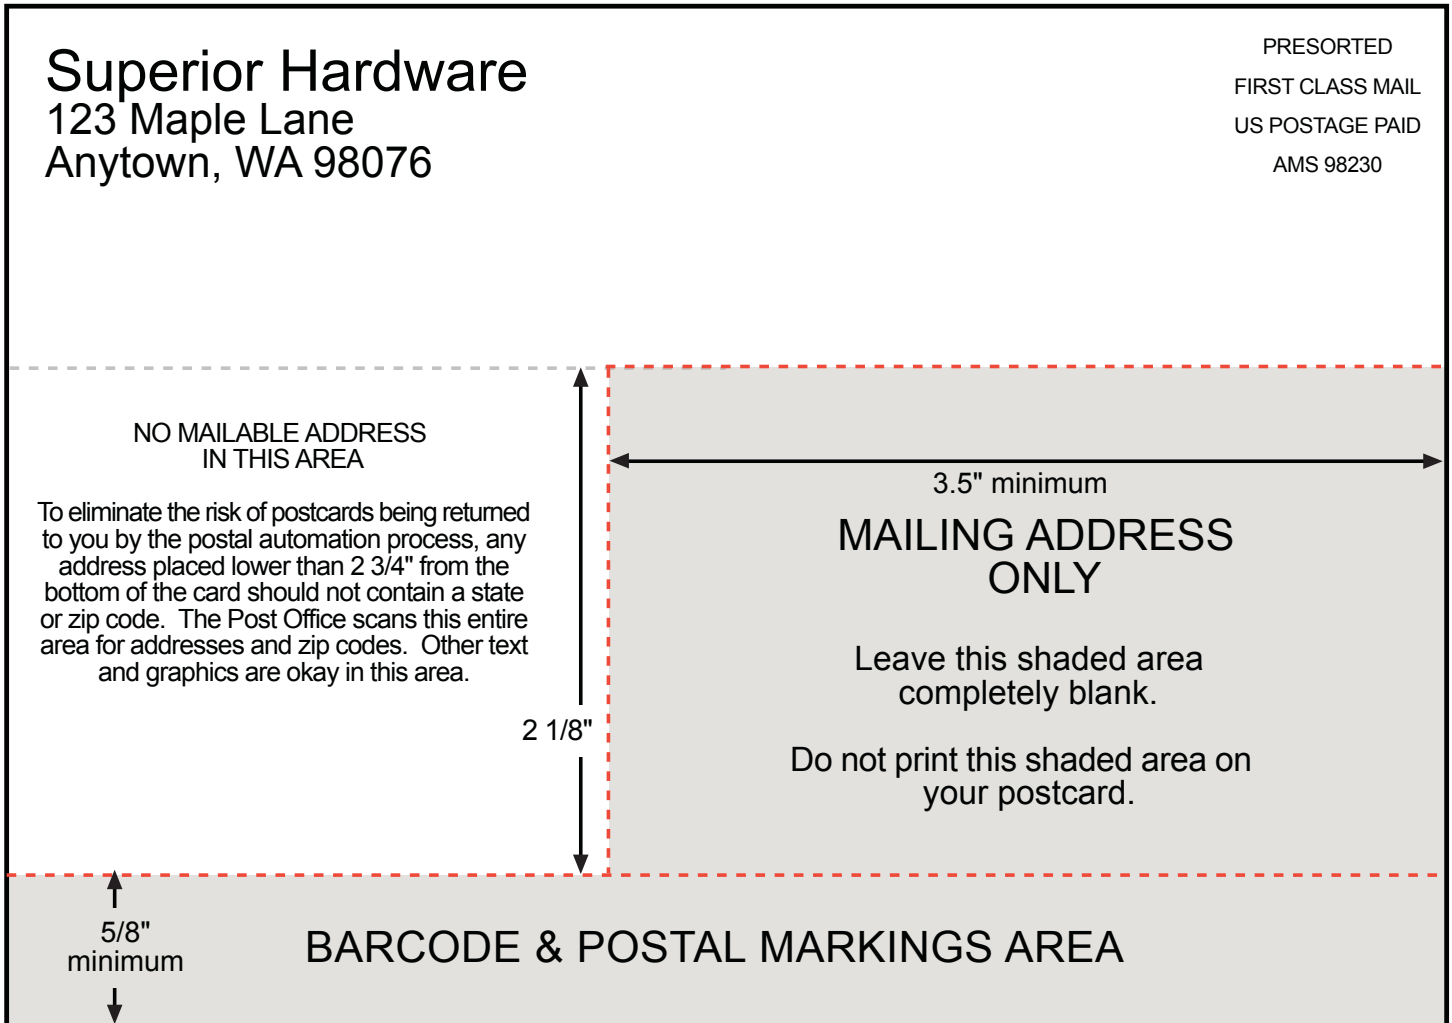 Superior Hardware
123 Maple Lane
Anytown, WA 98076
PRESORTED
FIRST CLASS MAIL
US POSTAGE PAID
AMS 98230
NO MAILABLE ADDRESS
IN THIS AREA
To eliminate the risk of postcards being returned
to you by the postal automation process, any
address placed lower than 2 3/4" from the
bottom of the card should not contain a state
or zip code.  The Post Office scans this entire
area for addresses and zip codes.  Other text
and graphics are okay in this area.
2 1/8"
3.5" minimum
MAILING ADDRESS
ONLY
Leave this shaded area
completely blank.
Do not print this shaded area on
your postcard.
5/8"
minimum
BARCODE & POSTAL MARKINGS AREA